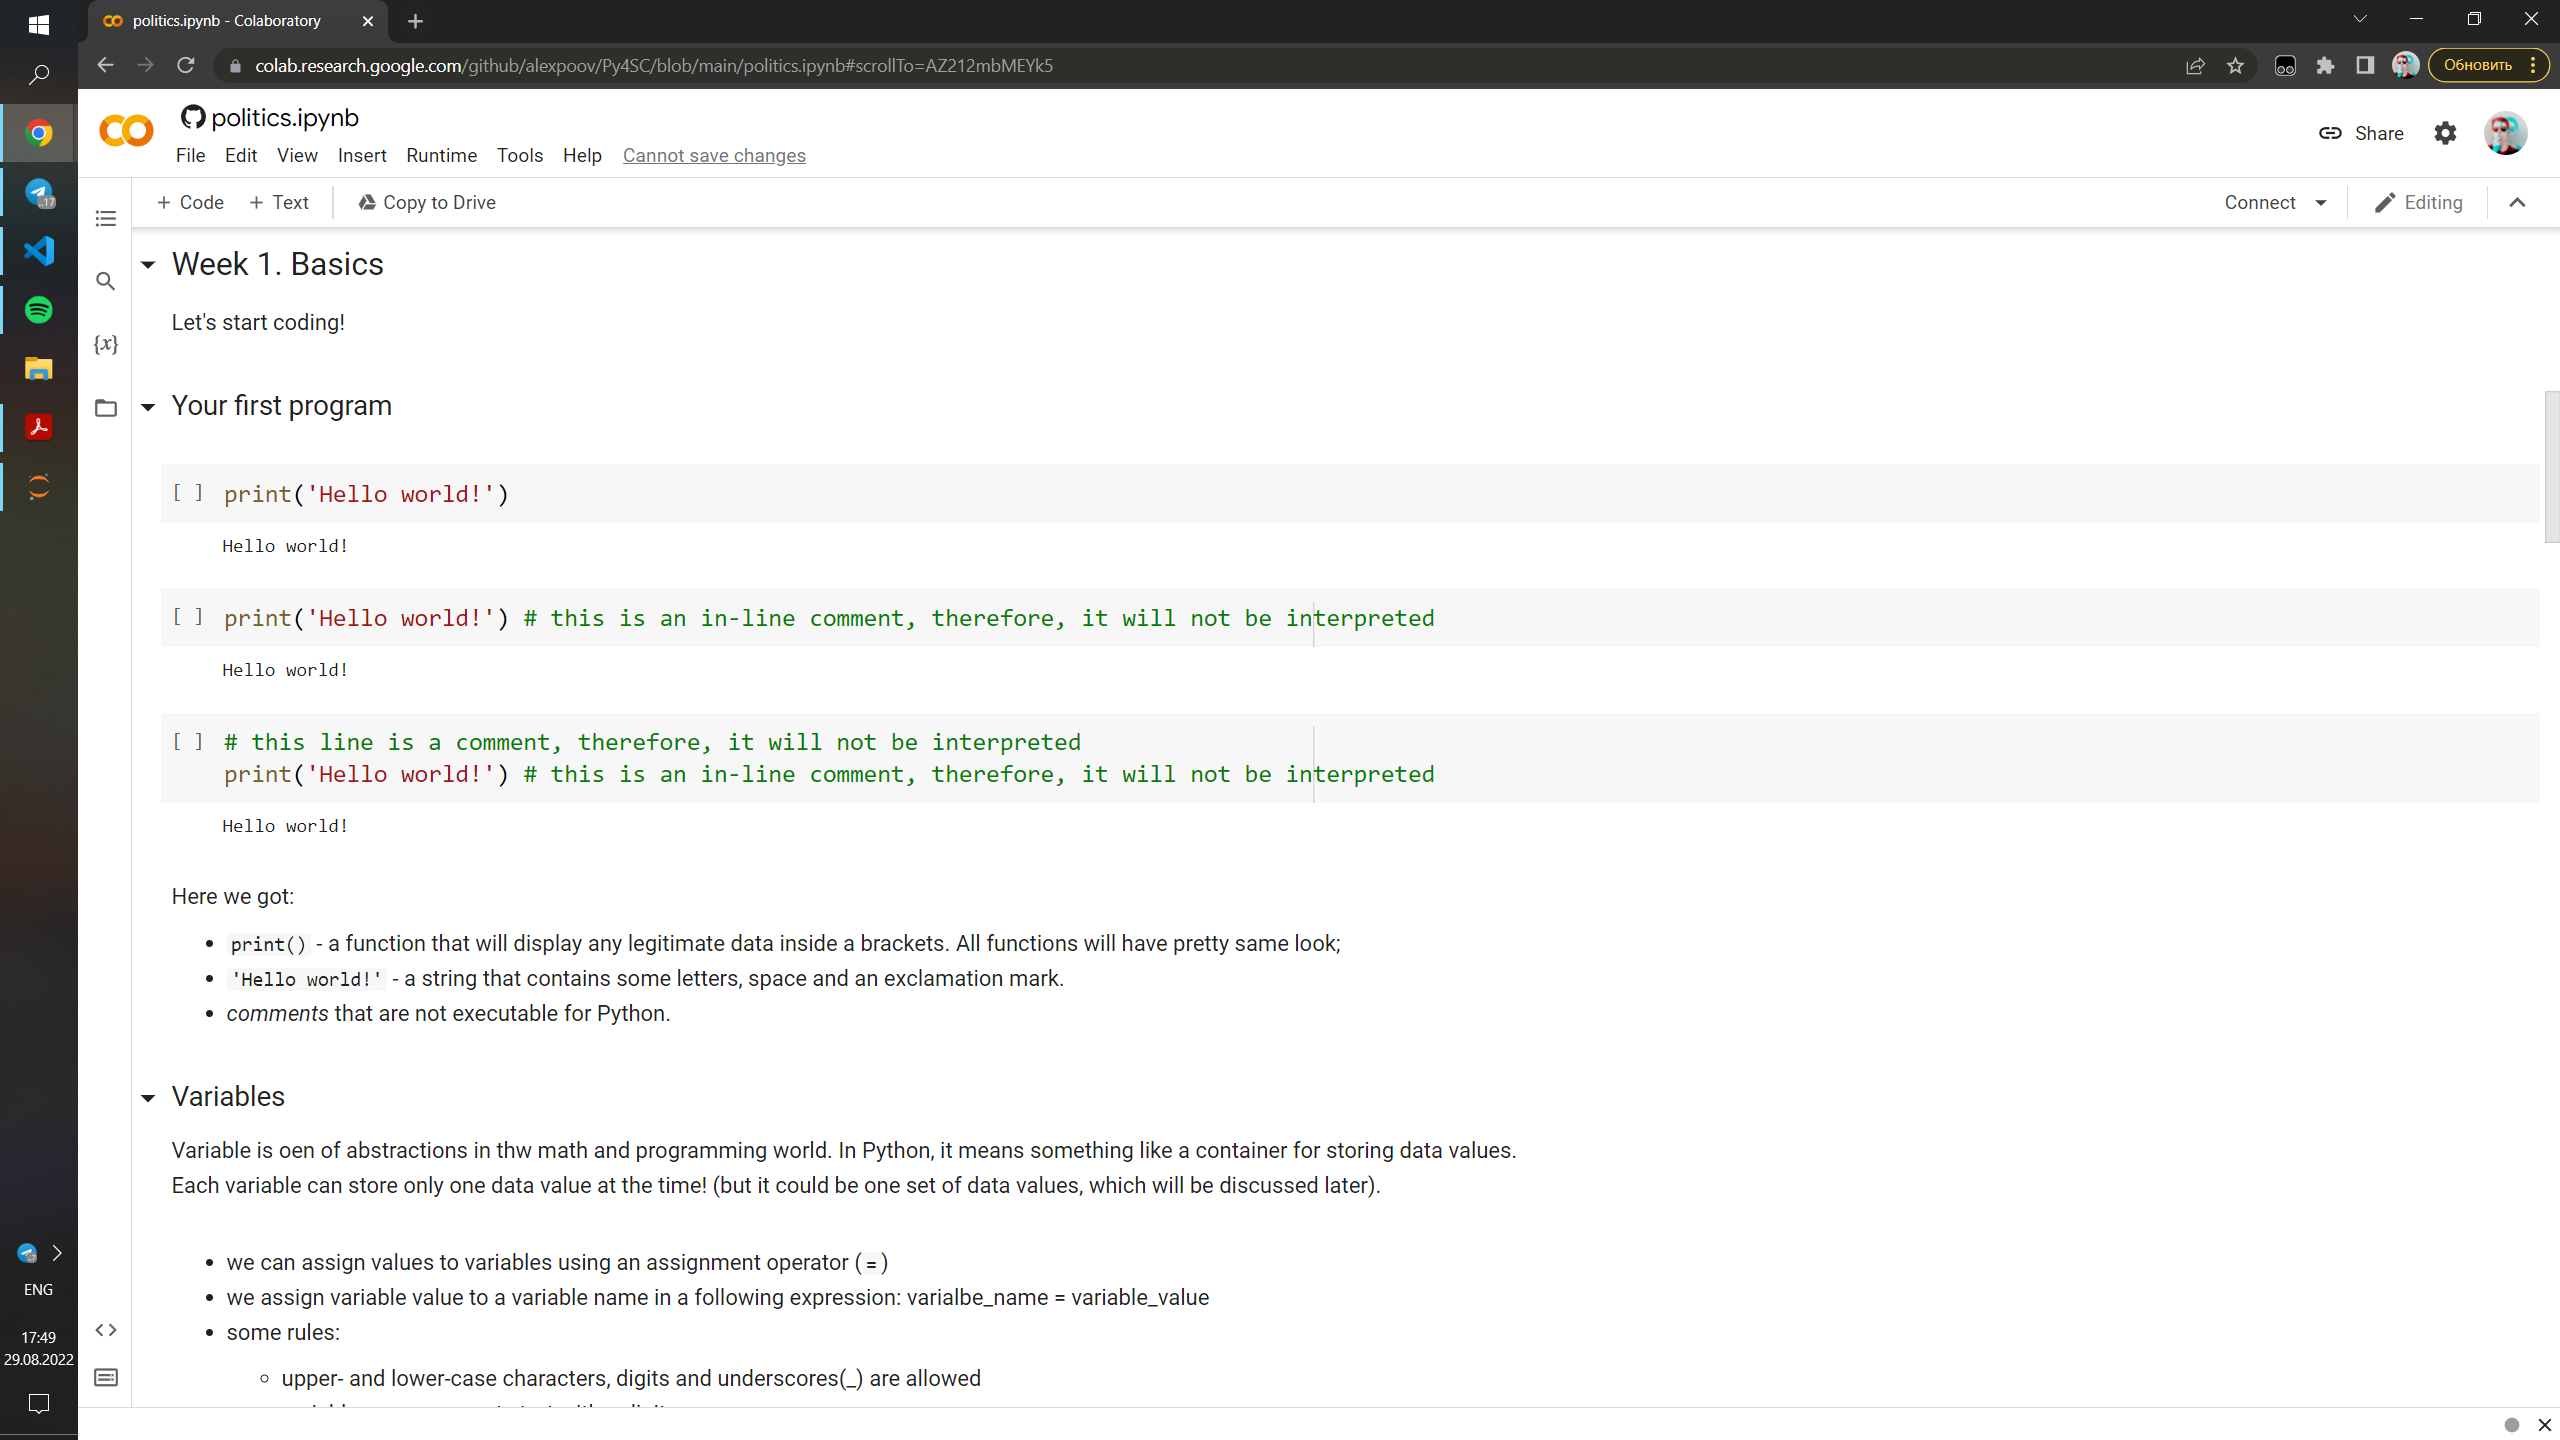 politics.ipynb - Colaboratory
colab.research.google.com/github/alexpoov/Py4SC/blob/main/politics.ipynb#scrollTo=AZ212mbMEYk5
Обновить
politics.ipynb
File Edit View Insert Runtime Tools Help Cannot save changes
Share
+ Code + Text Copy to Drive
Connect
Editing
Week 1. Basics
Let's start coding!
{x}
Your first program
[ ] print('Hello world!')
Hello world!
[ ] print('Hello world!') # this is an in-line comment, therefore, it will not be interpreted
Hello world!
[ ] # this line is a comment, therefore, it will not be interpreted
print('Hello world!') # this is an in-line comment, therefore, it will not be interpreted
Hello world!
Here we got:
• print() - a function that will display any legitimate data inside a brackets. All functions will have pretty same look;
• 'Hello world!' - a string that contains some letters, space and an exclamation mark.
• comments that are not executable for Python.
Variables
Variable is oen of abstractions in thw math and programming world. In Python, it means something like a container for storing data values.
Each variable can store only one data value at the time! (but it could be one set of data values, which will be discussed later).
• we can assign values to variables using an assignment operator ( = )
• we assign variable value to a variable name in a following expression: varialbe_name = variable_value
• some rules:
◦ upper- and lower-case characters, digits and underscores(_) are allowed
17
ENG
17:49
29.08.2022